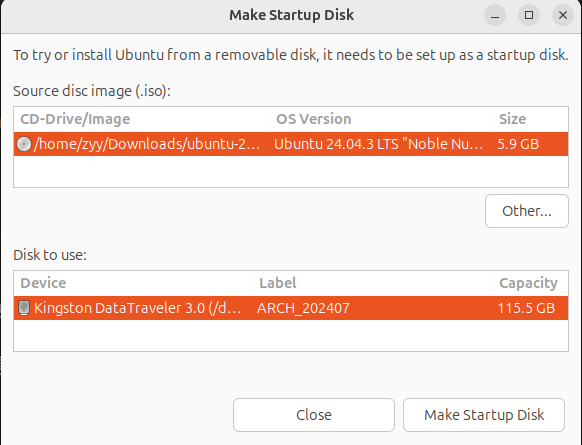 Make Startup Disk
To try or install Ubuntu from a removable disk, it needs to be set up as a startup disk.
Source disc image (.iso):
CD-Drive/Image OS Version Size
/home/zyy/Downloads/ubuntu-2... Ubuntu 24.04.3 LTS "Noble Nu... 5.9 GB
Other...
Disk to use:
Device Label Capacity
Kingston DataTraveler 3.0 (/d... ARCH_202407 115.5 GB
Close Make Startup Disk